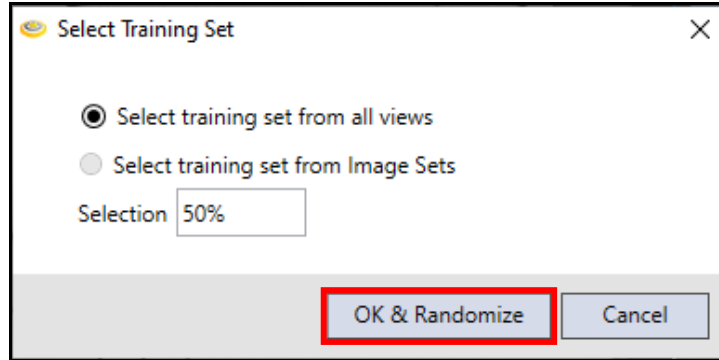 Select Training Set
Select training set from all views
Select training set from Image Sets
Selection 50%
OK & Randomize Cancel